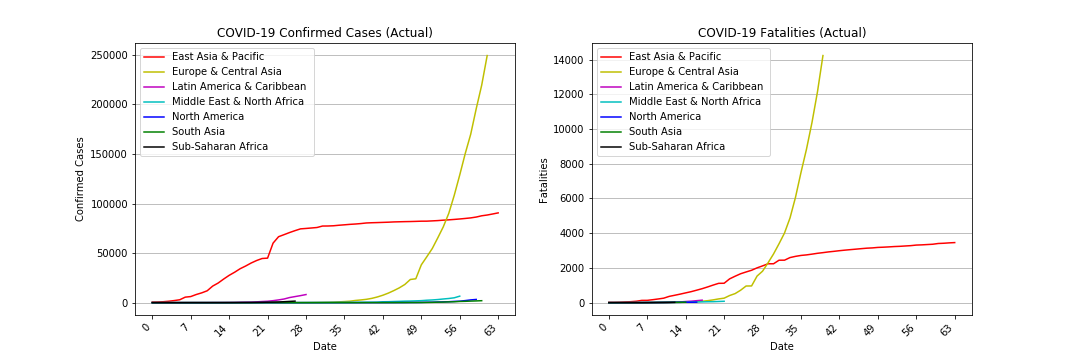 COVID-19 Confirmed Cases (Actual)
250000
200000
150000
100000
50000
0
Confirmed Cases
East Asia & Pacific
Europe & Central Asia
Latin America & Caribbean
Middle East & North Africa
North America
South Asia
Sub-Saharan Africa
0
7
14
21
28
35
42
49
56
63
Date
COVID-19 Fatalities (Actual)
14000
12000
10000
8000
6000
4000
2000
0
Fatalities
East Asia & Pacific
Europe & Central Asia
Latin America & Caribbean
Middle East & North Africa
North America
South Asia
Sub-Saharan Africa
0
7
14
21
28
35
42
49
56
63
Date